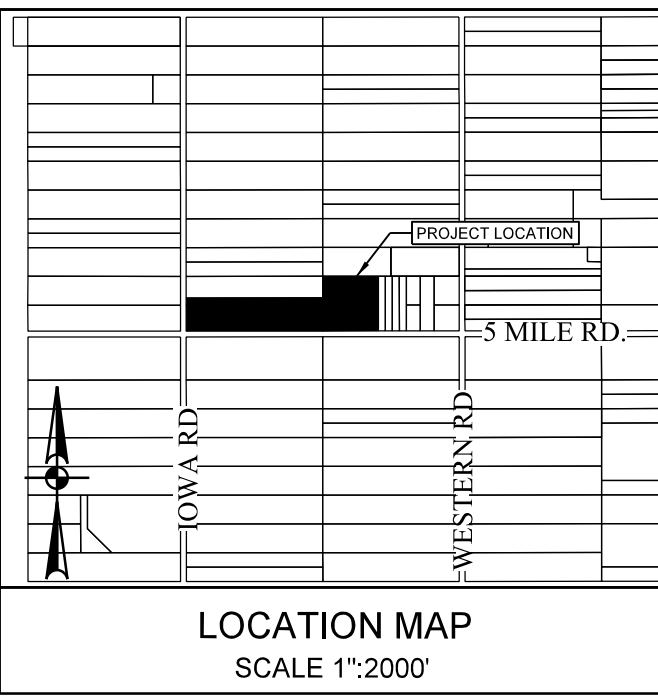 PROJECT LOCATION
5 MILE RD.
IOWA RD
WESTERN RD
LOCATION MAP
SCALE 1":2000'